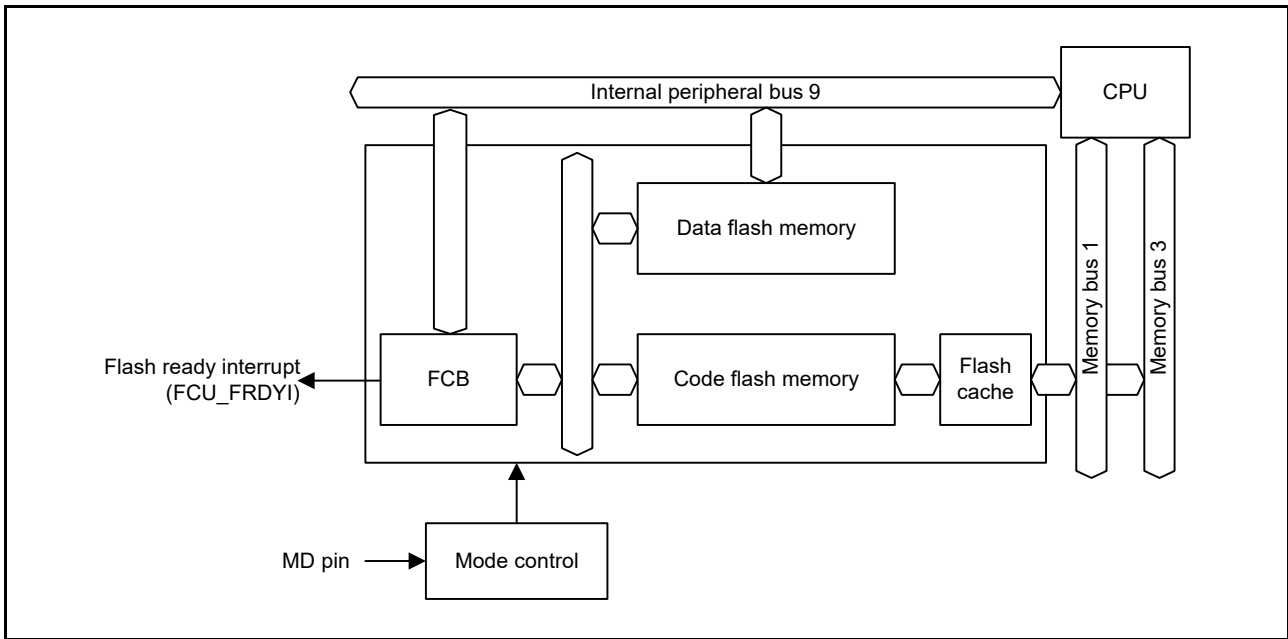 Internal peripheral bus 9
CPU
Data flash memory
Memory bus 1
Memory bus 3
Flash ready interrupt
(FCU_FRDYI)
FCB
Code flash memory
Flash
cache
MD pin
Mode control